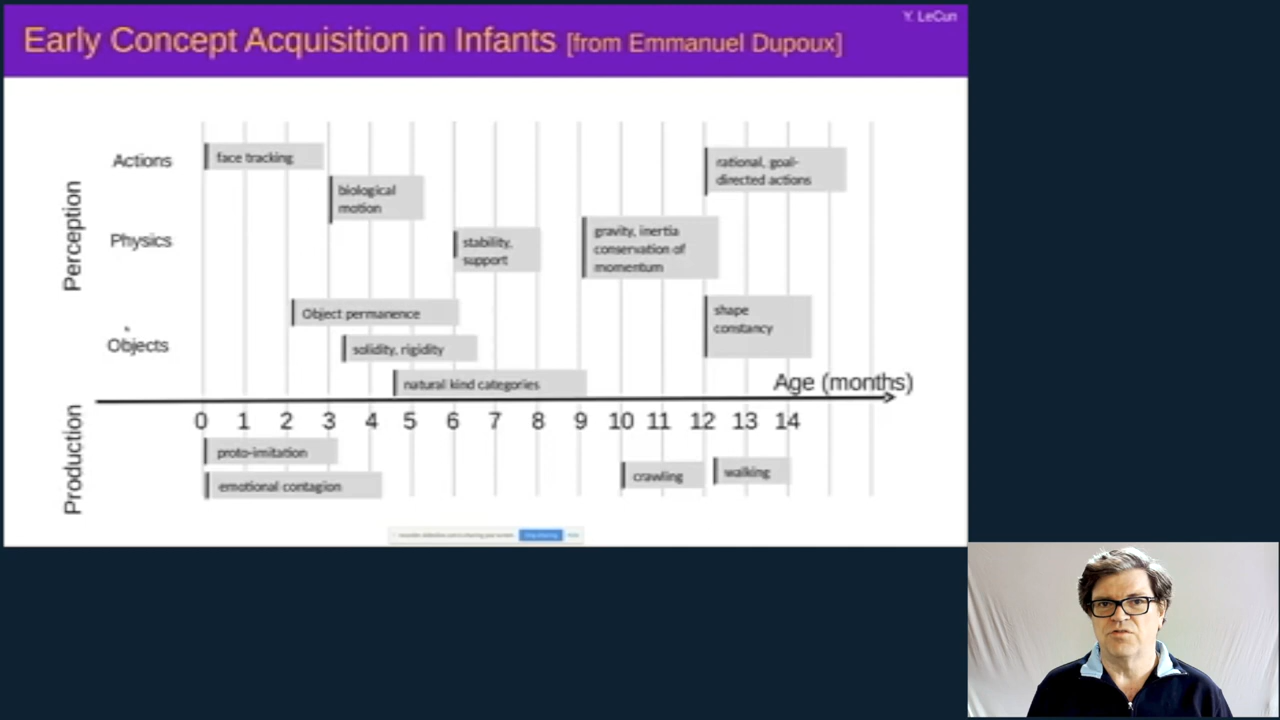 Y. LeCun
Early Concept Acquisition in Infants [from Emmanuel Dupoux]
Perception
Actions
face tracking
rational, goal-
directed actions
biological
motion
Physics
stability,
support
gravity, inertia
conservation of
momentum
Objects
Object permanence
solidity, rigidity
natural kind categories
shape
constancy
Age (months)
0 1 2 3 4 5 6 7 8 9 10 11 12 13 14
Production
proto-imitation
emotional contagion
crawling
walking